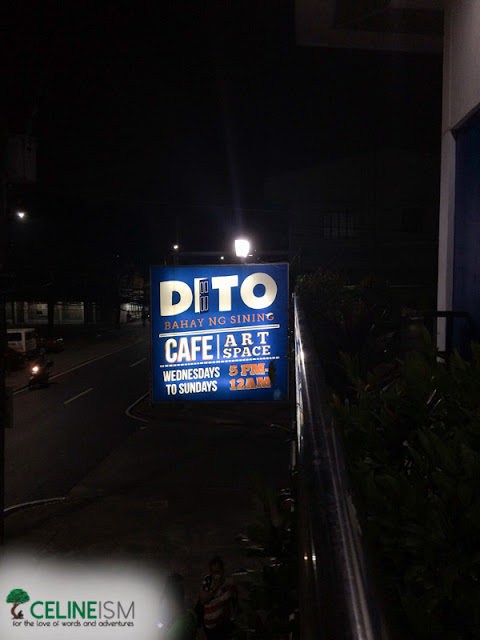 DITO
BAHAY NG SINING
CAFE | ART SPACE
WEDNESDAYS TO SUNDAYS
5 PM-
12AM
CELINEISM
for the love of words and adventures